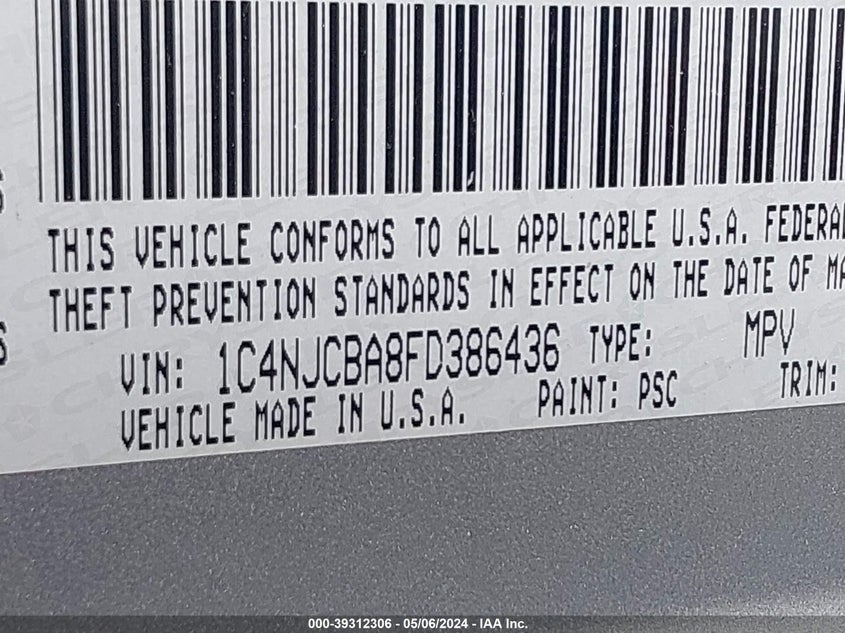 THIS VEHICLE CONFORMS TO ALL APPLICABLE U.S.A. FEDERAL
THEFT PREVENTION STANDARDS IN EFFECT ON THE DATE OF MA
VIN: 1C4NJCBA8FD386436 TYPE: MPV
VEHICLE MADE IN U.S.A. PAINT: PSC TRIM:
000-39312306 - 05/06/2024 - IAA Inc.